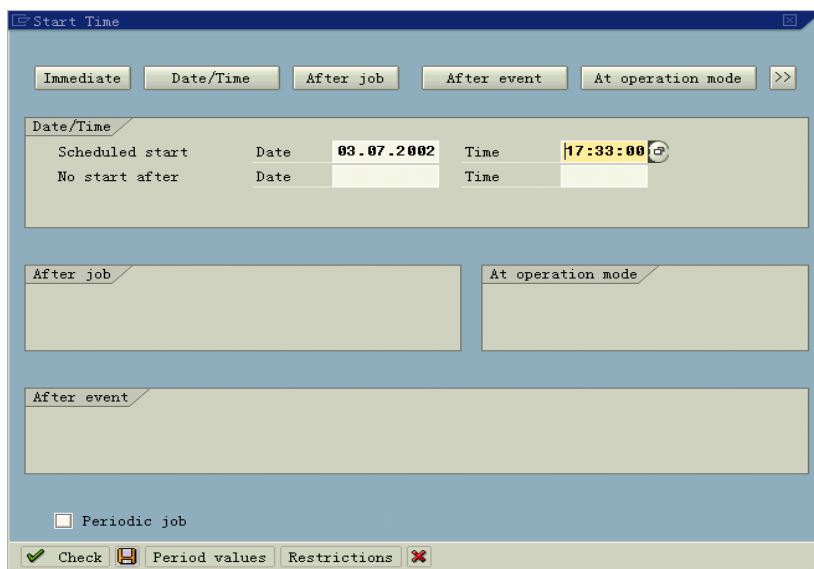 Start Time
Immediate Date/Time After job After event At operation mode >>
Date/Time
Scheduled start Date 03.07.2002 Time 17:33:00
No start after Date Time
After job At operation mode
After event
Periodic job
Check Period values Restrictions